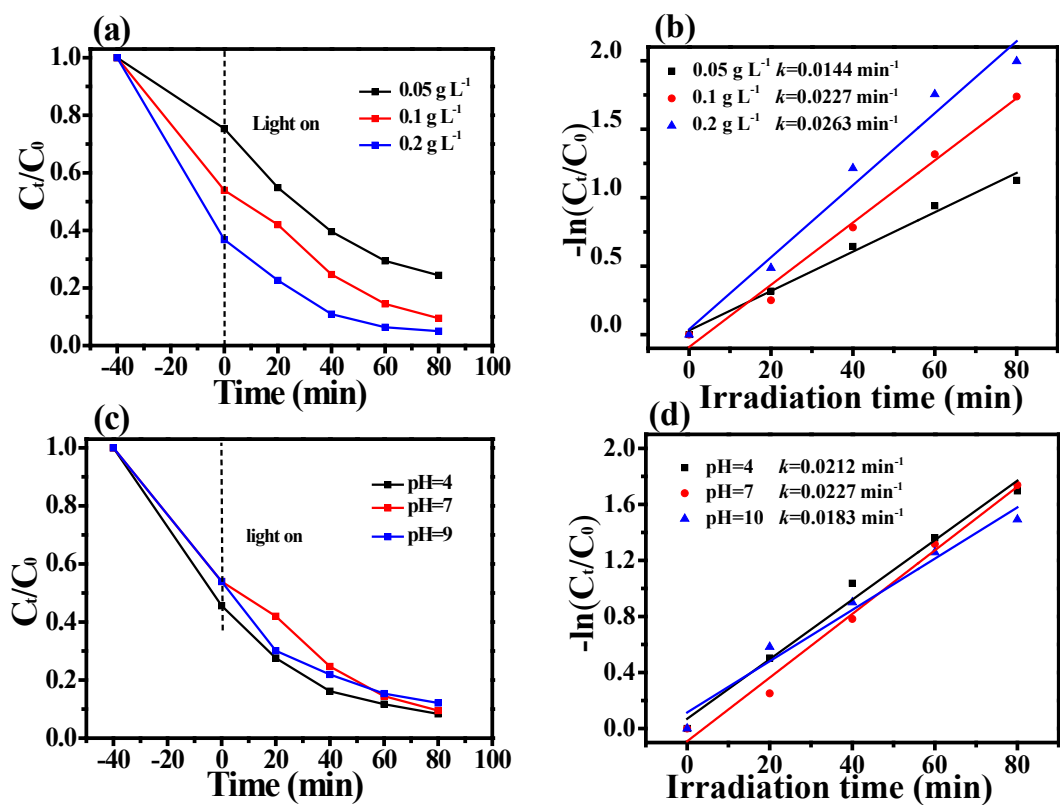 (a)
1.0
0.8
0.6
0.4
0.2
0.0
Cₜ/C₀
Light on
0.05 g L⁻¹
0.1 g L⁻¹
0.2 g L⁻¹
-40 -20 0 20 40 60 80 100
Time (min)
(b)
2.0
1.5
1.0
0.5
0.0
-ln(Cₜ/C₀)
0.05 g L⁻¹ k=0.0144 min⁻¹
0.1 g L⁻¹ k=0.0227 min⁻¹
0.2 g L⁻¹ k=0.0263 min⁻¹
0 20 40 60 80
Irradiation time (min)
(c)
1.0
0.8
0.6
0.4
0.2
0.0
Cₜ/C₀
light on
pH=4
pH=7
pH=9
-40 -20 0 20 40 60 80 100
Time (min)
(d)
2.0
1.6
1.2
0.8
0.4
0.0
-ln(Cₜ/C₀)
pH=4 k=0.0212 min⁻¹
pH=7 k=0.0227 min⁻¹
pH=10 k=0.0183 min⁻¹
0 20 40 60 80
Irradiation time (min)